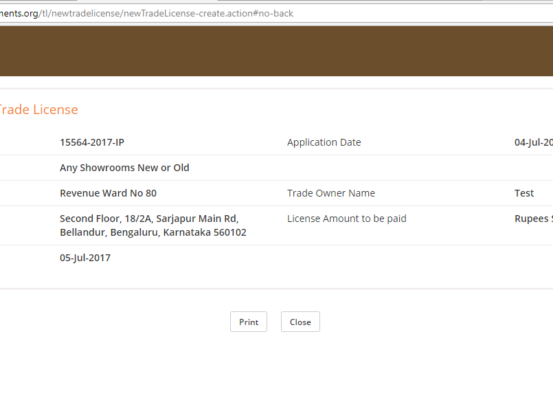 ments.org/tl/newtradelicense/newTradeLicense-create.action#no-back
Trade License
15564-2017-IP Application Date 04-Jul-20
Any Showrooms New or Old
Revenue Ward No 80 Trade Owner Name Test
Second Floor, 18/2A, Sarjapur Main Rd, License Amount to be paid Rupees S
Bellandur, Bengaluru, Karnataka 560102
05-Jul-2017
Print Close